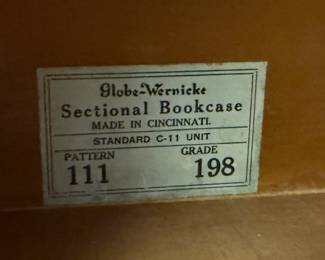 Globe-Wernicke
Sectional Bookcase
MADE IN CINCINNATI.
STANDARD C-11 UNIT
PATTERN GRADE
111 198